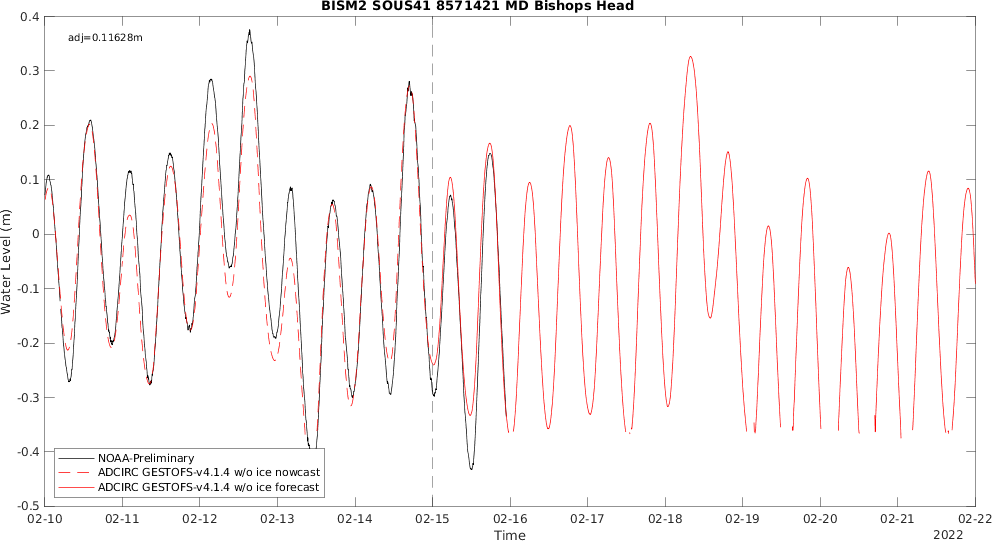 BISM2 SOUS41 8571421 MD Bishops Head
adj=0.11628m
0.4
0.3
0.2
0.1
0
-0.1
-0.2
-0.3
-0.4
-0.5
Water Level (m)
NOAA-Preliminary
ADCIRC GESTOFS-v4.1.4 w/o ice nowcast
ADCIRC GESTOFS-v4.1.4 w/o ice forecast
02-10 02-11 02-12 02-13 02-14 02-15 02-16 02-17 02-18 02-19 02-20 02-21 02-22
Time
2022